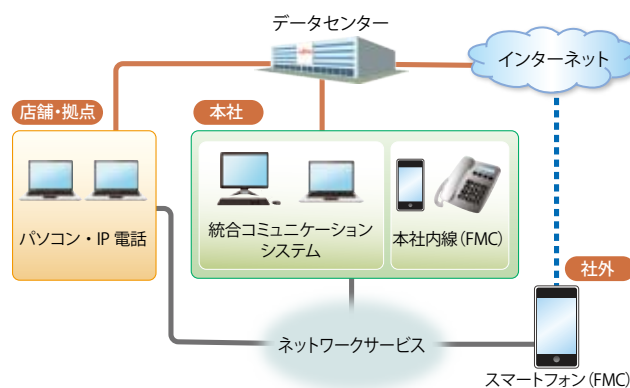 データセンター
インターネット
店舗・拠点
本社
パソコン・IP 電話
統合コミュニケーション
システム
本社内線(FMC)
社外
ネットワークサービス
スマートフォン(FMC)